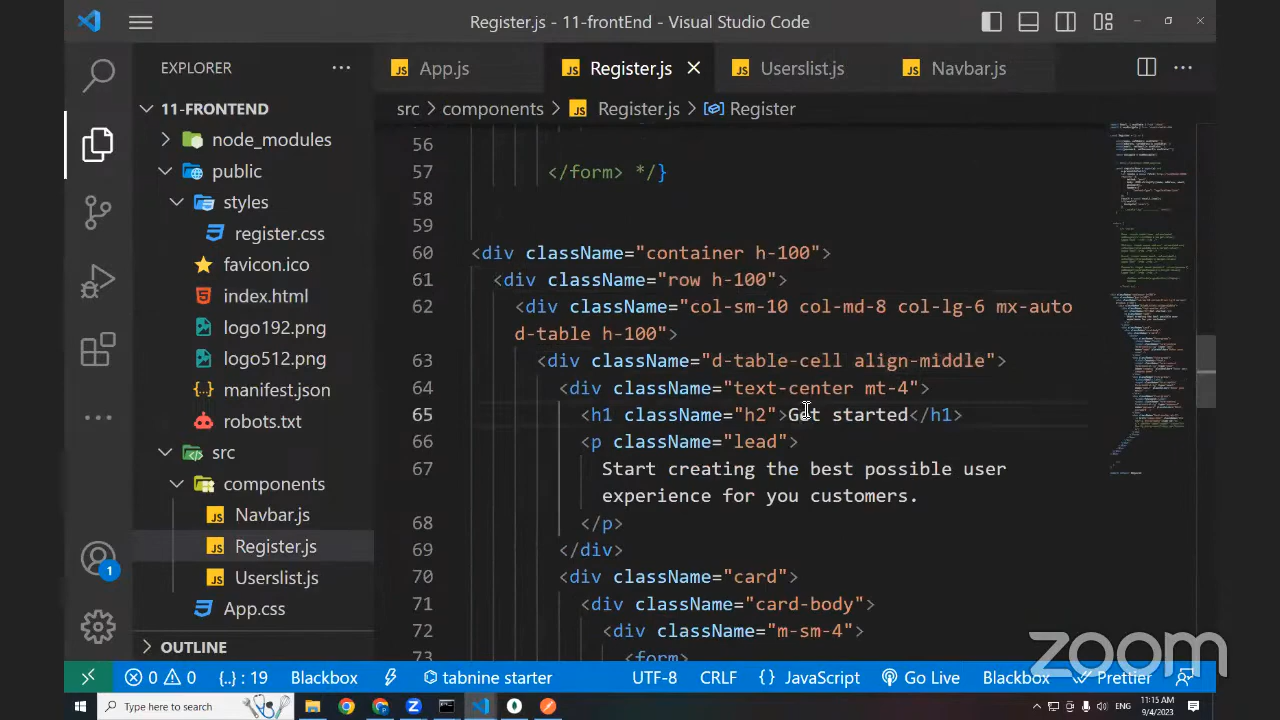 Register.js - 11-frontEnd - Visual Studio Code
EXPLORER
App.js
Register.js
Userslist.js
Navbar.js
11-FRONTEND
src
components
Register.js
Register
node_modules
public
styles
register.css
favicon.ico
index.html
logo192.png
logo512.png
manifest.json
robots.txt
src
components
Navbar.js
Register.js
Userslist.js
App.css
OUTLINE
56
57 </form> */}
58
59
60 <div className="container h-100">
61 <div className="row h-100">
62 <div className="col-sm-10 col-md-8 col-lg-6 mx-auto
d-table h-100">
63 <div className="d-table-cell align-middle">
64 <div className="text-center mt-4">
65 <h1 className="h2">Get started</h1>
66 <p className="lead">
67 Start creating the best possible user
experience for you customers.
68 </p>
69 </div>
70 <div className="card">
71 <div className="card-body">
72 <div className="m-sm-4">
73 <form>
zoom
1
0 0 {..} : 19 Blackbox tabnine starter UTF-8 CRLF {} JavaScript Go Live Blackbox Prettier
Type here to search
11:15 AM
9/4/2023